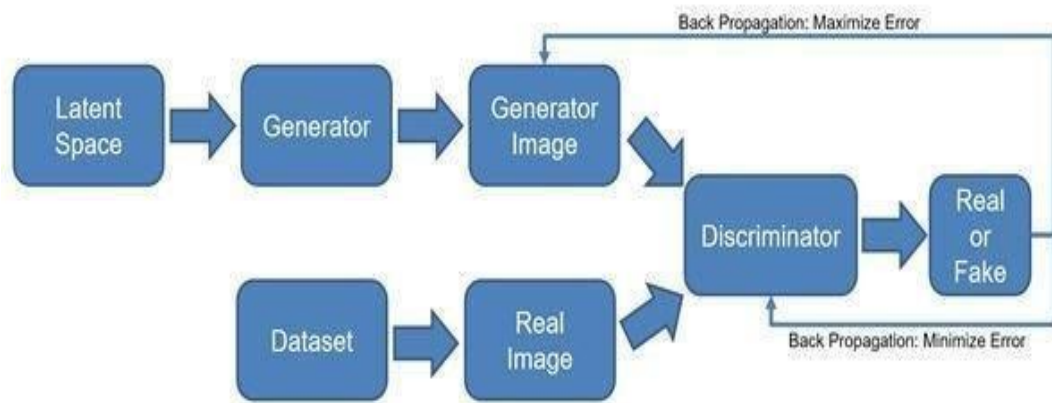 Back Propagation: Maximize Error
Latent
Space
Generator
Generator
Image
Discriminator
Real
or
Fake
Dataset
Real
Image
Back Propagation: Minimize Error